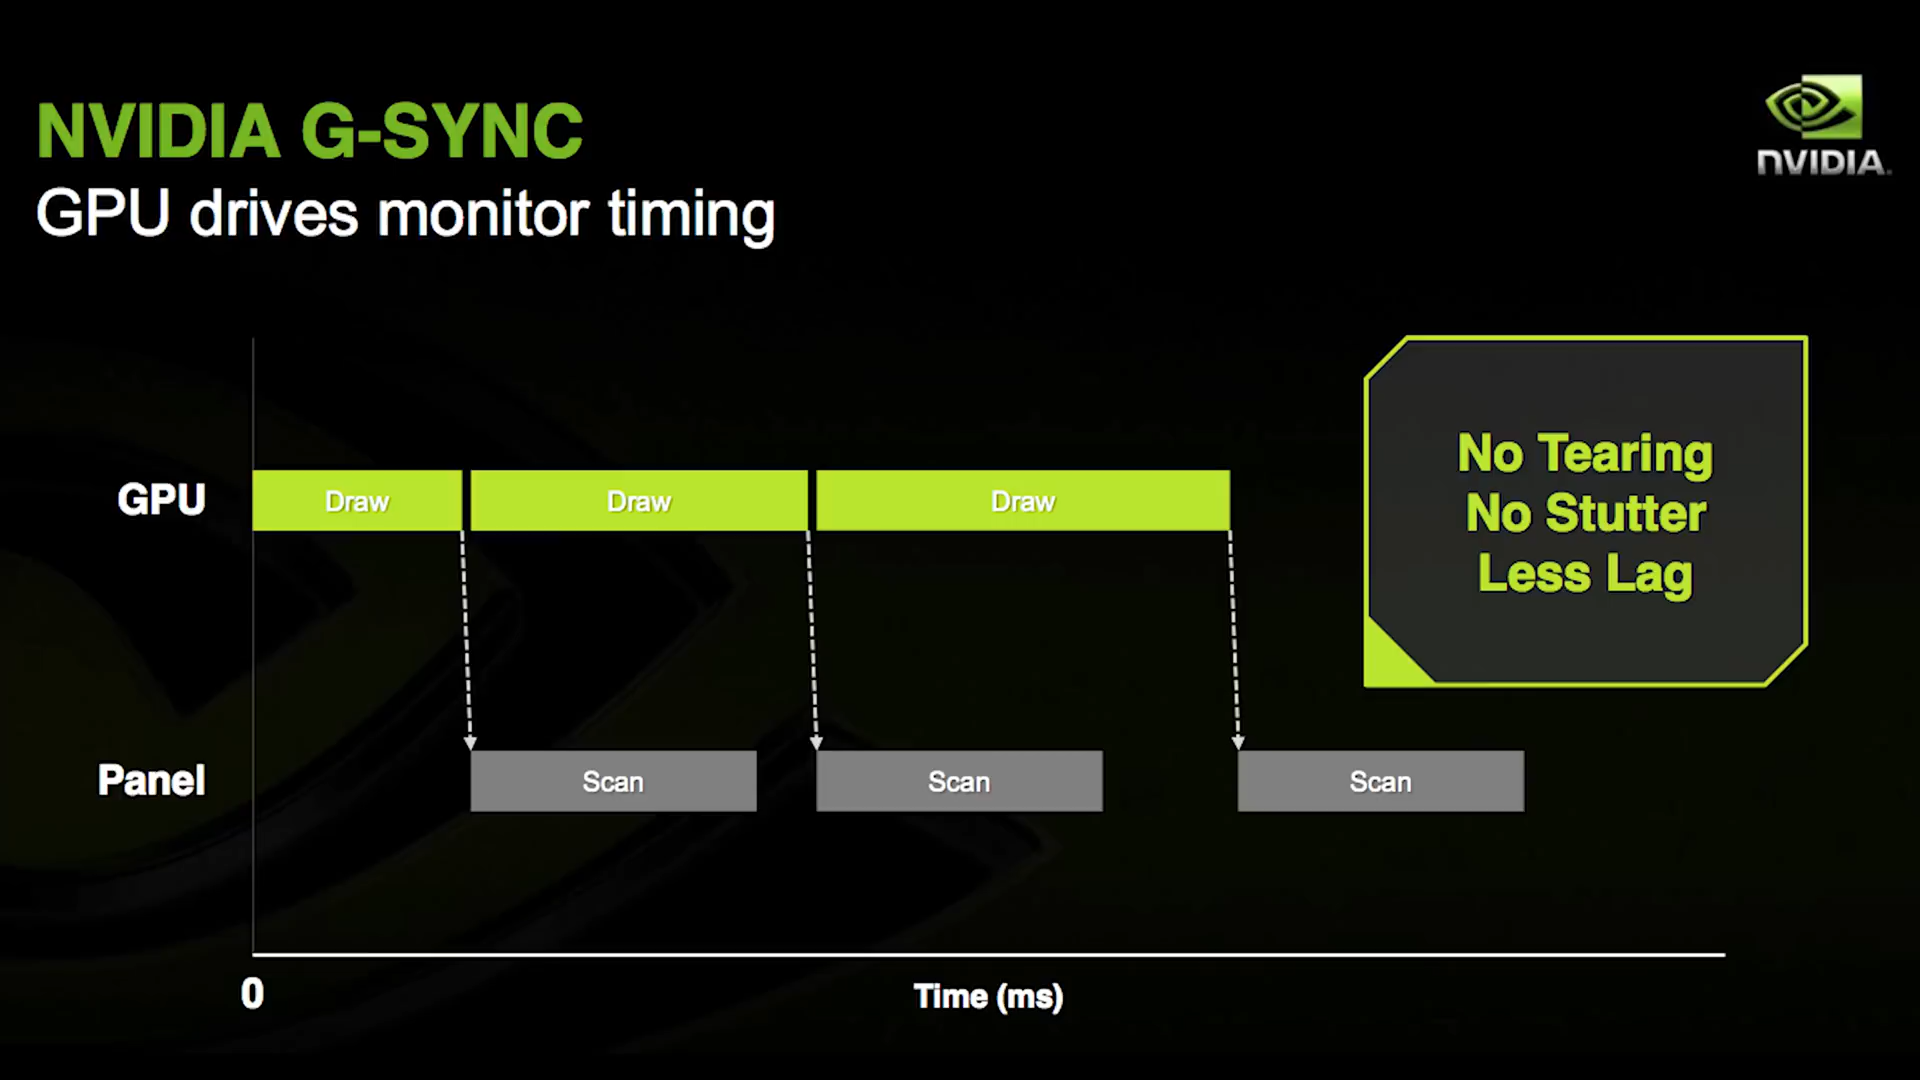 NVIDIA G-SYNC
GPU drives monitor timing
NVIDIA.
No Tearing
No Stutter
Less Lag
GPU
Draw
Draw
Draw
Panel
Scan
Scan
Scan
0
Time (ms)